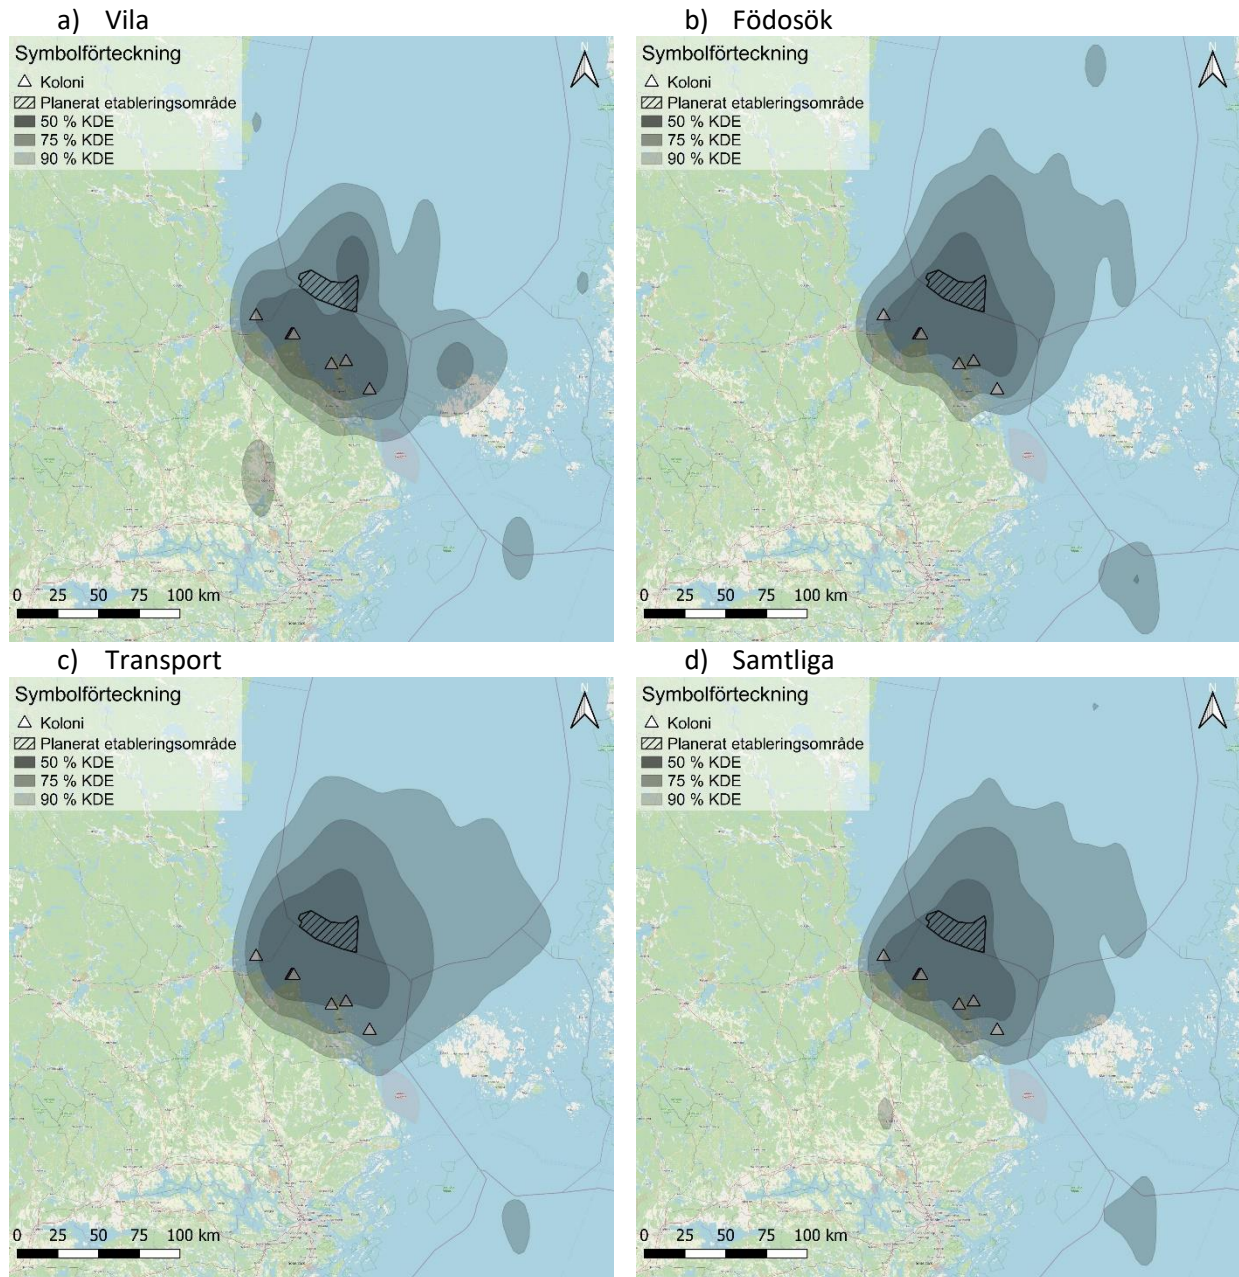 a) Vila
b) Födosök
Symbolförteckning
Koloni
Planerat etableringsområde
50 % KDE
75 % KDE
90 % KDE
N
0 25 50 75 100 km
Symbolförteckning
Koloni
Planerat etableringsområde
50 % KDE
75 % KDE
90 % KDE
N
0 25 50 75 100 km
c) Transport
d) Samtliga
Symbolförteckning
Koloni
Planerat etableringsområde
50 % KDE
75 % KDE
90 % KDE
N
0 25 50 75 100 km
Symbolförteckning
Koloni
Planerat etableringsområde
50 % KDE
75 % KDE
90 % KDE
N
0 25 50 75 100 km